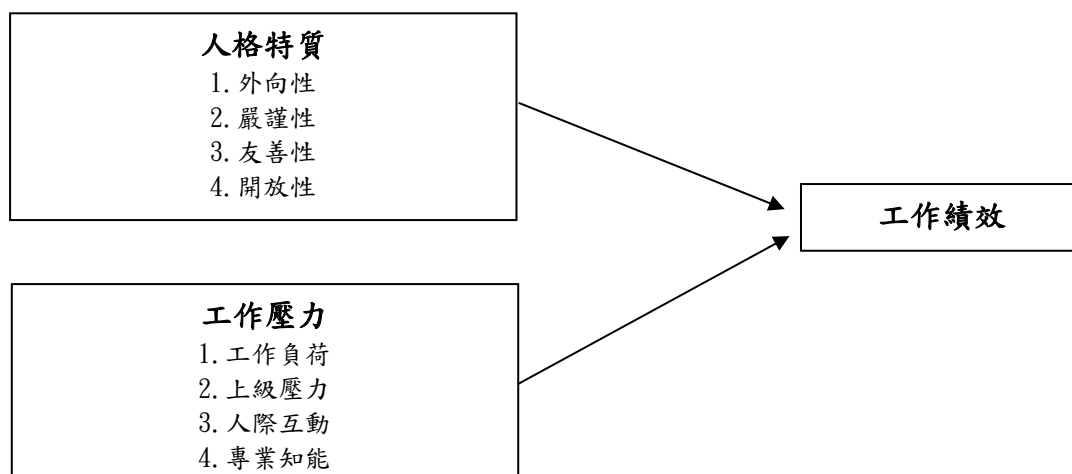 人格特質
1.外向性
2.嚴謹性
3.友善性
4.開放性
工作績效
工作壓力
1.工作負荷
2.上級壓力
3.人際互動
4.專業知能